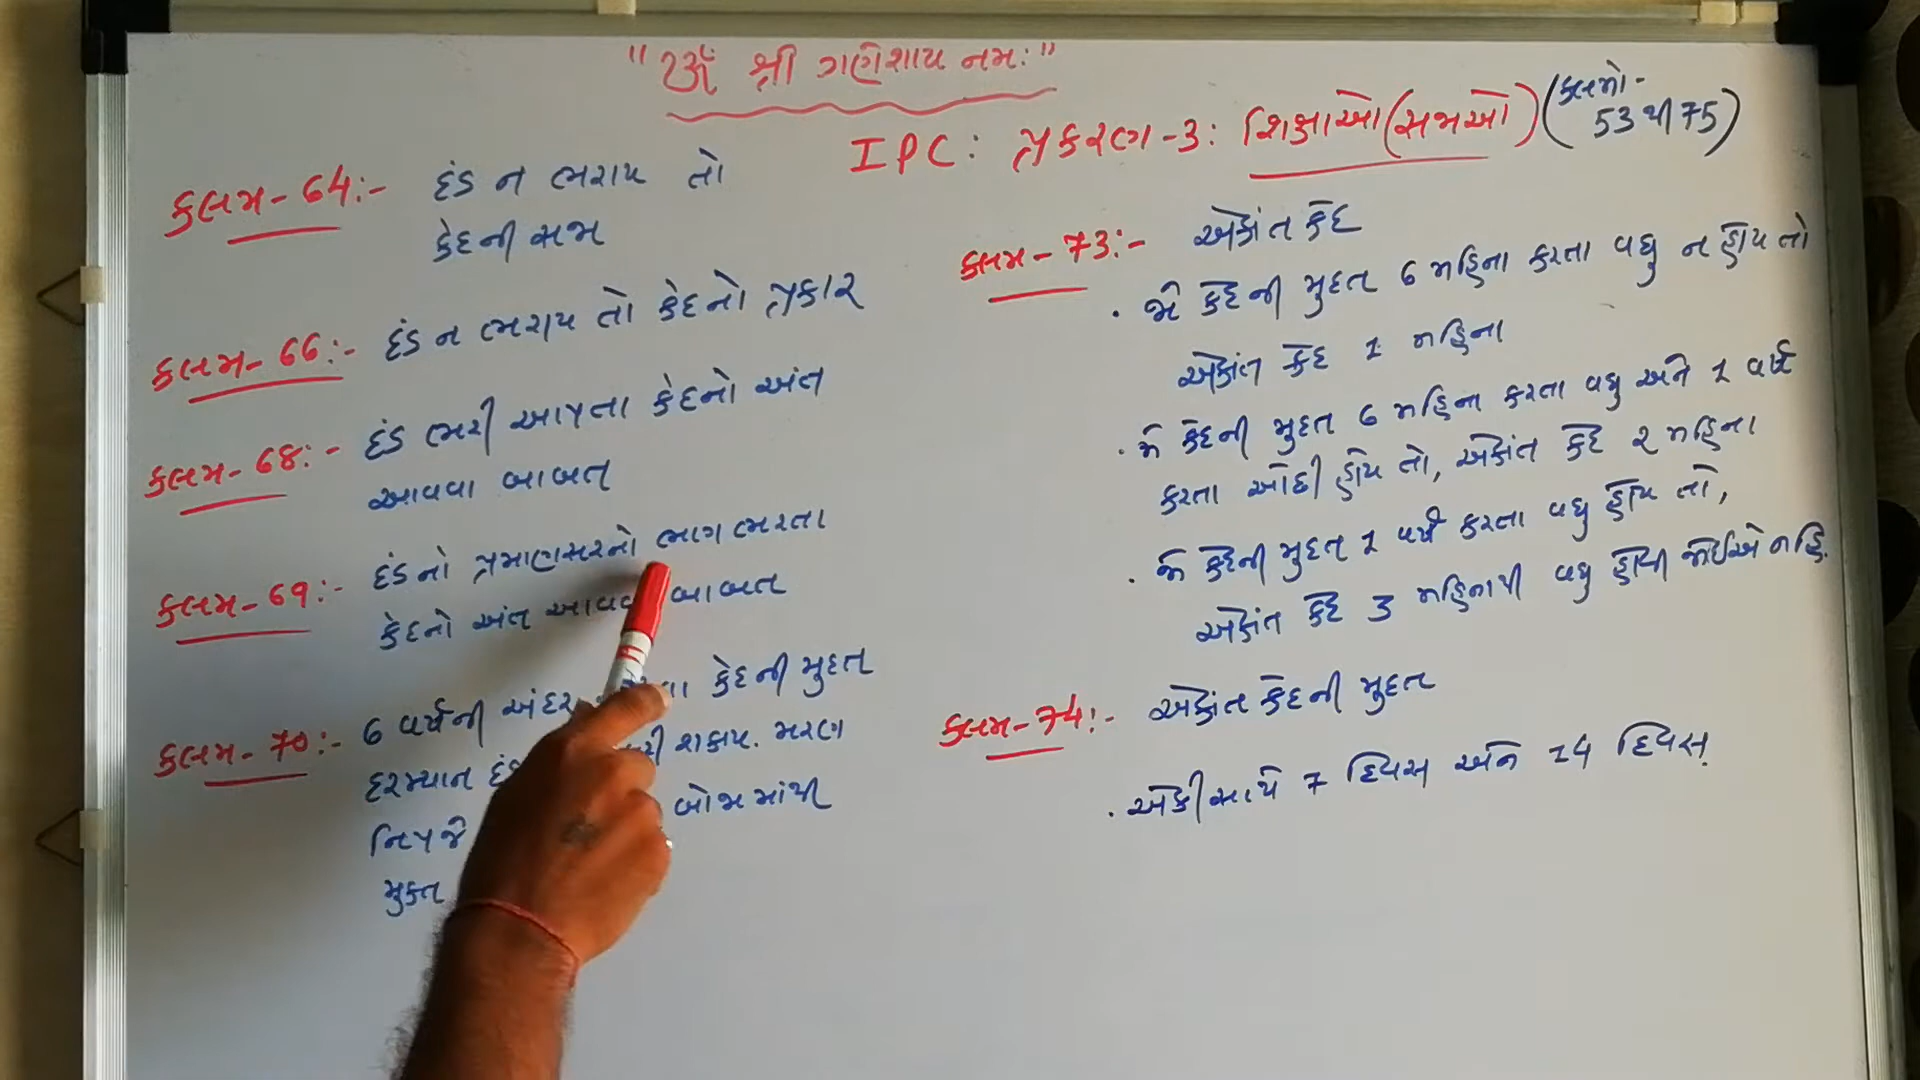 "ૐ શ્રી ગણેશાય નમઃ"
IPC: પ્રકરણ-3: શિક્ષાઓ(સજાઓ) (કલમો-
53 થી 75)
કલમ-64:- દંડ ન ભરાય તો
કેદની સજા
કલમ-66:- દંડ ન ભરાય તો કેદનો પ્રકાર
કલમ-68:- દંડ ભરી આપતા કેદનો અંત
આવવા બાબત
કલમ-69:- દંડનો પ્રમાણસરનો ભાગ ભરતા
કેદનો અંત બાબત
કલમ-70:- 6 વર્ષની અંદર કેદની મુદત
દરમ્યાન શકાય. મરણ
નિપજે બોજામાંથી
મુક્ત
કલમ-73:- એકાંત કેદ
· જો કેદની મુદત 6 મહિના કરતા વધુ ન હોય તો
એકાંત કેદ 1 મહિના
· જો કેદની મુદત 6 મહિના કરતા વધુ અને 1 વર્ષ
કરતા ઓછી હોય તો, એકાંત કેદ 2 મહિના
· જો કેદની મુદત 1 વર્ષ કરતા વધુ હોય તો,
એકાંત કેદ 3 મહિનાથી વધુ હોવી જોઈએ નહિ.
કલમ-74:- એકાંત કેદની મુદત
· એકીસાથે 7 દિવસ અને 14 દિવસ.